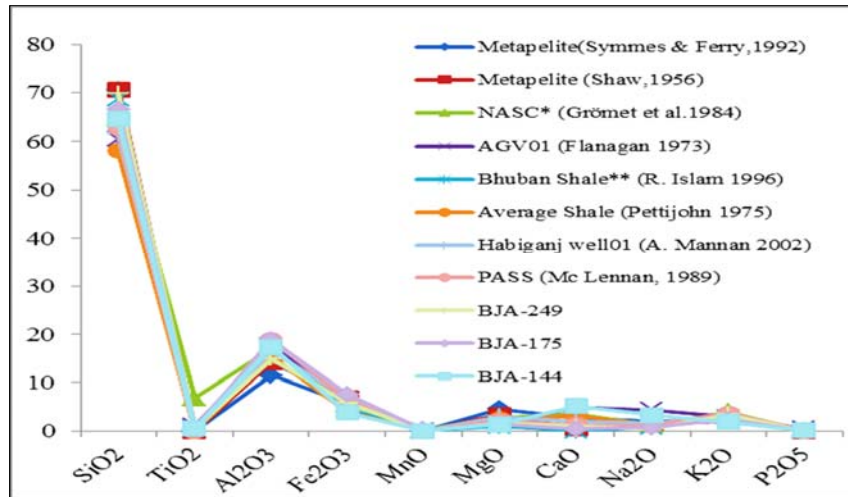 80
70
60
50
40
30
20
10
0
Metapelite(Symmes & Ferry,1992)
Metapelite (Shaw,1956)
NASC* (Grömet et al.1984)
AGV01 (Flanagan 1973)
Bhuban Shale** (R. Islam 1996)
Average Shale (Pettijohn 1975)
Habiganj well01 (A. Mannan 2002)
PASS (Mc Lennan, 1989)
BJA-249
BJA-175
BJA-144
SiO2
TiO2
Al2O3
Fe2O3
MnO
MgO
CaO
Na2O
K2O
P2O5